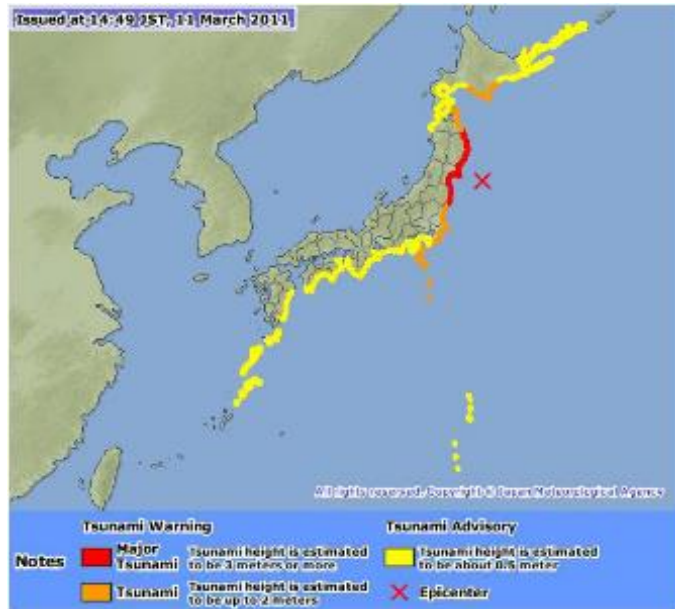 Issued at 14:49 JST, 11 March 2011
All rights reserved. Copyright © Japan Meteorological Agency
Notes
Tsunami Warning
Major Tsunami
Tsunami height is estimated
to be 3 meters or more
Tsunami
Tsunami height is estimated
to be up to 2 meters
Tsunami Advisory
Tsunami height is estimated
to be about 0.5 meter
Epicenter